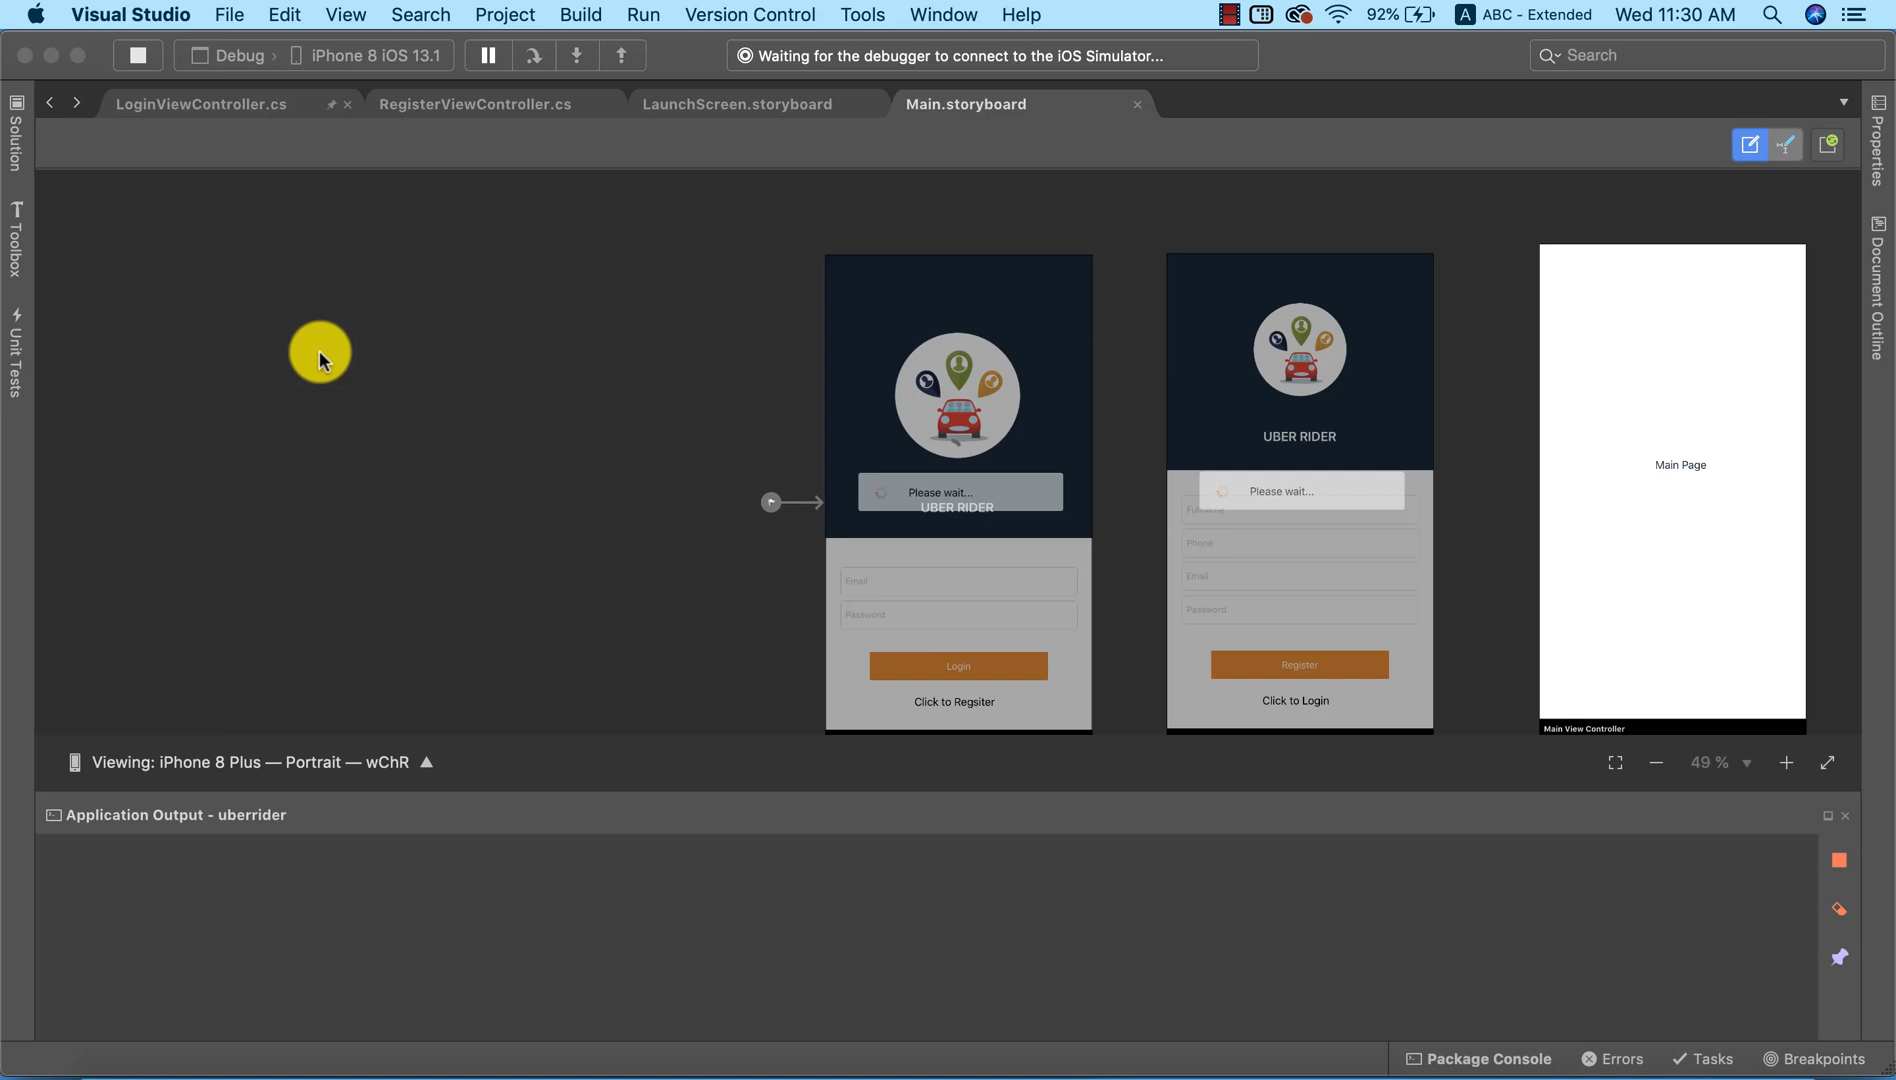 Visual Studio File Edit View Search Project Build Run Version Control Tools Window Help 92% A ABC - Extended Wed 11:30 AM
Debug › iPhone 8 iOS 13.1
Waiting for the debugger to connect to the iOS Simulator...
Search
LoginViewController.cs
RegisterViewController.cs
LaunchScreen.storyboard
Main.storyboard
Solution
Toolbox
Unit Tests
Properties
Document Outline
Please wait...
UBER RIDER
Email
Password
Login
Click to Regsiter
UBER RIDER
Please wait...
Fullname
Phone
Email
Password
Register
Click to Login
Main Page
Main View Controller
Viewing: iPhone 8 Plus — Portrait — wChR
49 %
Application Output - uberrider
Package Console Errors Tasks Breakpoints